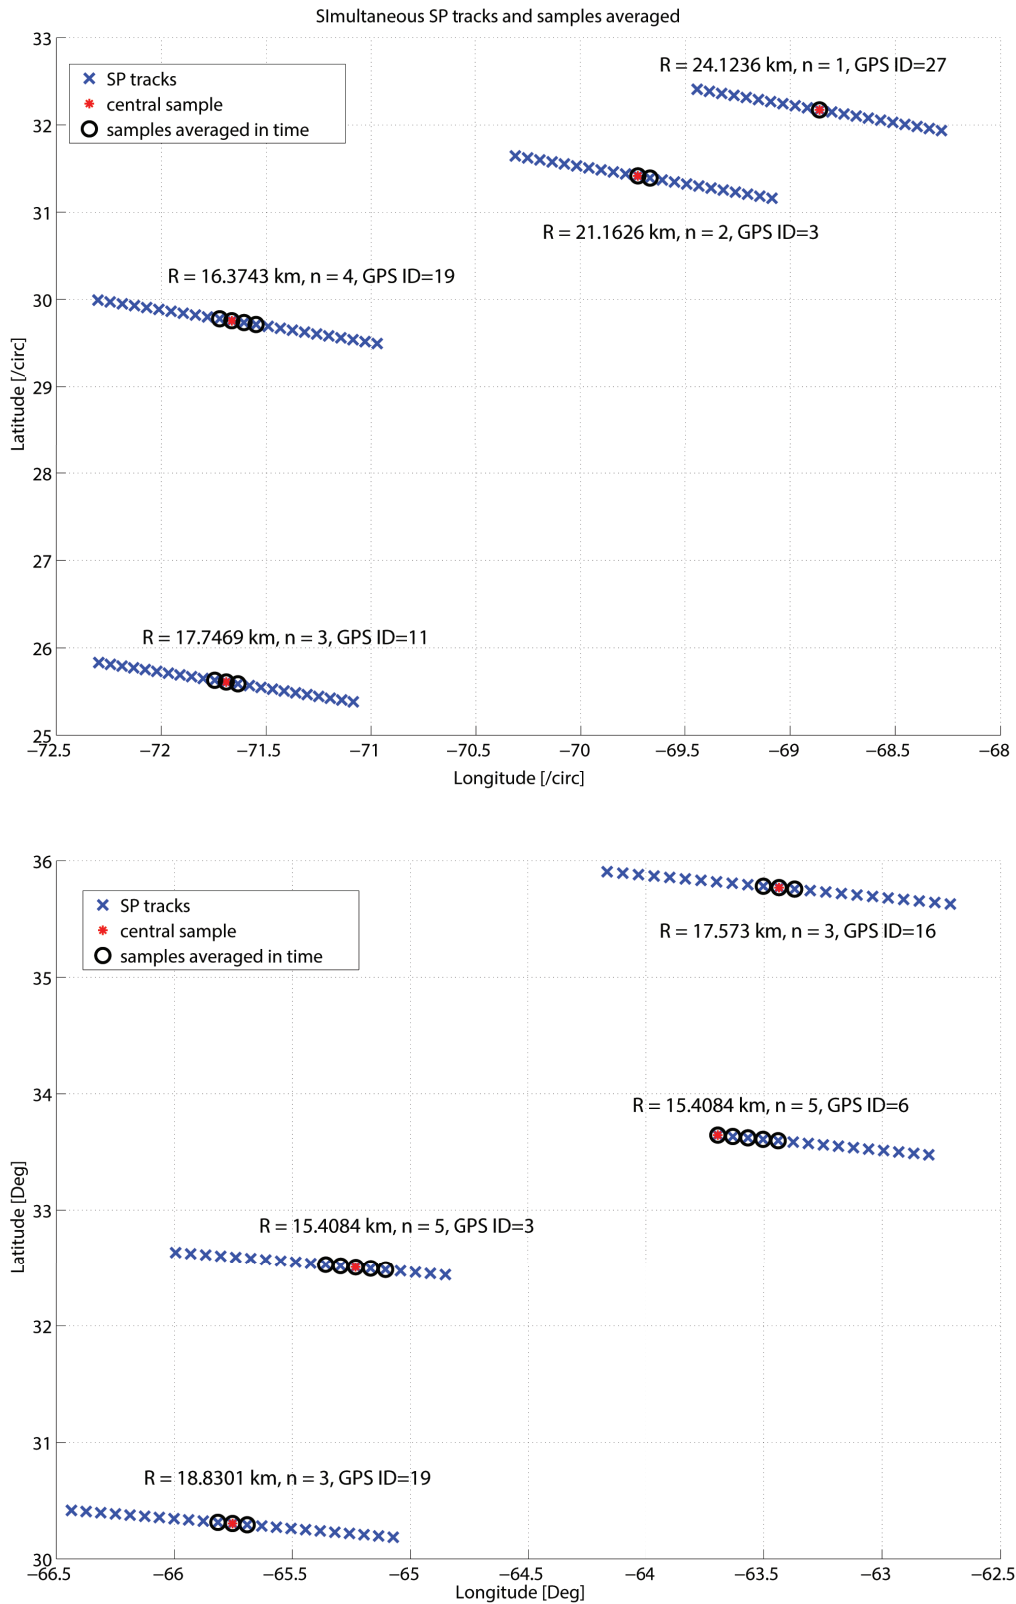 SImultaneous SP tracks and samples averaged
33
32
31
30
29
28
27
26
25
Latitude [/circ]
SP tracks
central sample
samples averaged in time
R = 24.1236 km, n = 1, GPS ID=27
R = 21.1626 km, n = 2, GPS ID=3
R = 16.3743 km, n = 4, GPS ID=19
R = 17.7469 km, n = 3, GPS ID=11
−72.5 −72 −71.5 −71 −70.5 −70 −69.5 −69 −68.5 −68
Longitude [/circ]
36
35
34
33
32
31
30
Latitude [Deg]
SP tracks
central sample
samples averaged in time
R = 17.573 km, n = 3, GPS ID=16
R = 15.4084 km, n = 5, GPS ID=6
R = 15.4084 km, n = 5, GPS ID=3
R = 18.8301 km, n = 3, GPS ID=19
−66.5 −66 −65.5 −65 −64.5 −64 −63.5 −63 −62.5
Longitude [Deg]